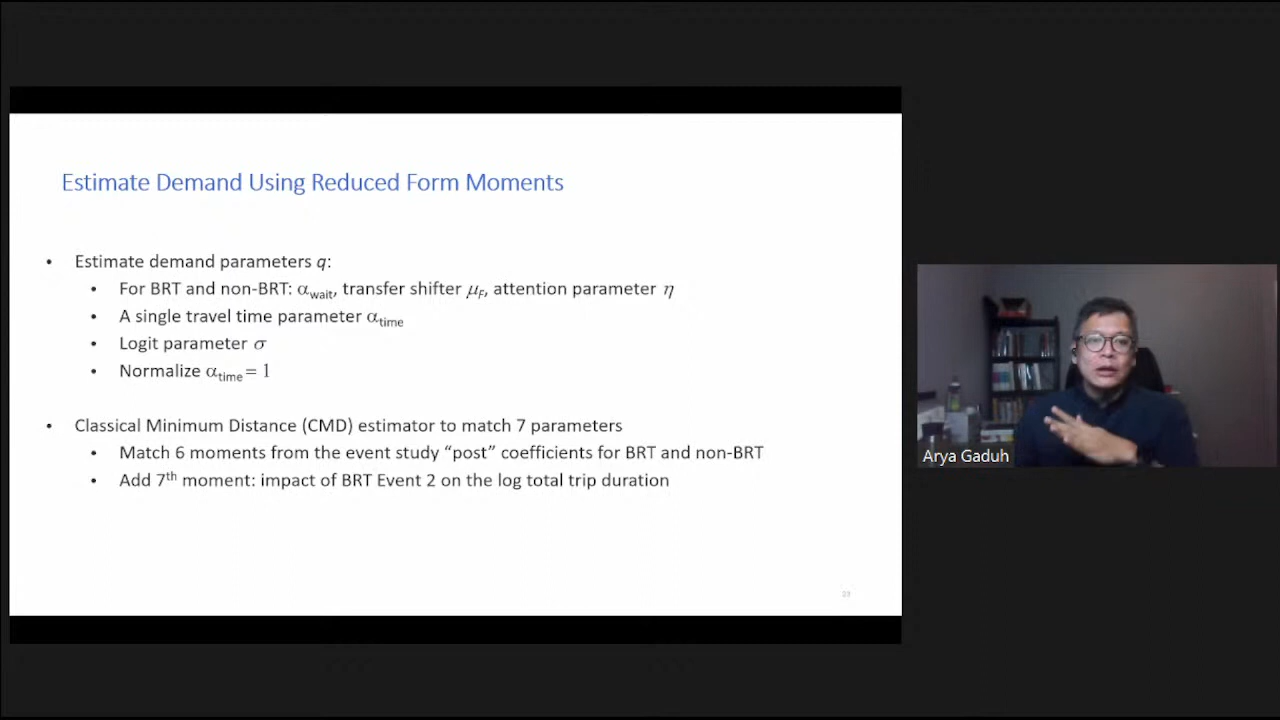 Estimate Demand Using Reduced Form Moments
• Estimate demand parameters q:
• For BRT and non-BRT: αwait, transfer shifter μF, attention parameter η
• A single travel time parameter αtime
• Logit parameter σ
• Normalize αtime = 1
• Classical Minimum Distance (CMD) estimator to match 7 parameters
• Match 6 moments from the event study “post” coefficients for BRT and non-BRT
• Add 7th moment: impact of BRT Event 2 on the log total trip duration
Arya Gaduh